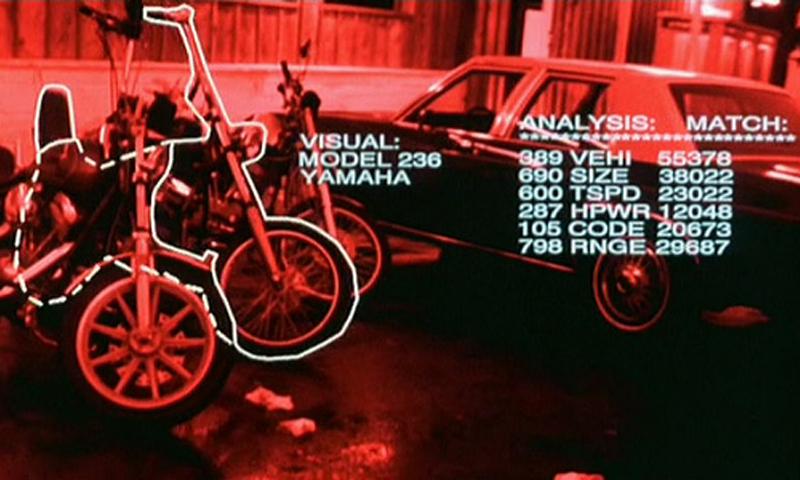 VISUAL:
MODEL 236
YAMAHA
ANALYSIS: MATCH:
*****************************
389 VEHI 55378
690 SIZE 38022
600 TSPD 23022
287 HPWR 12048
105 CODE 20673
798 RNGE 29687